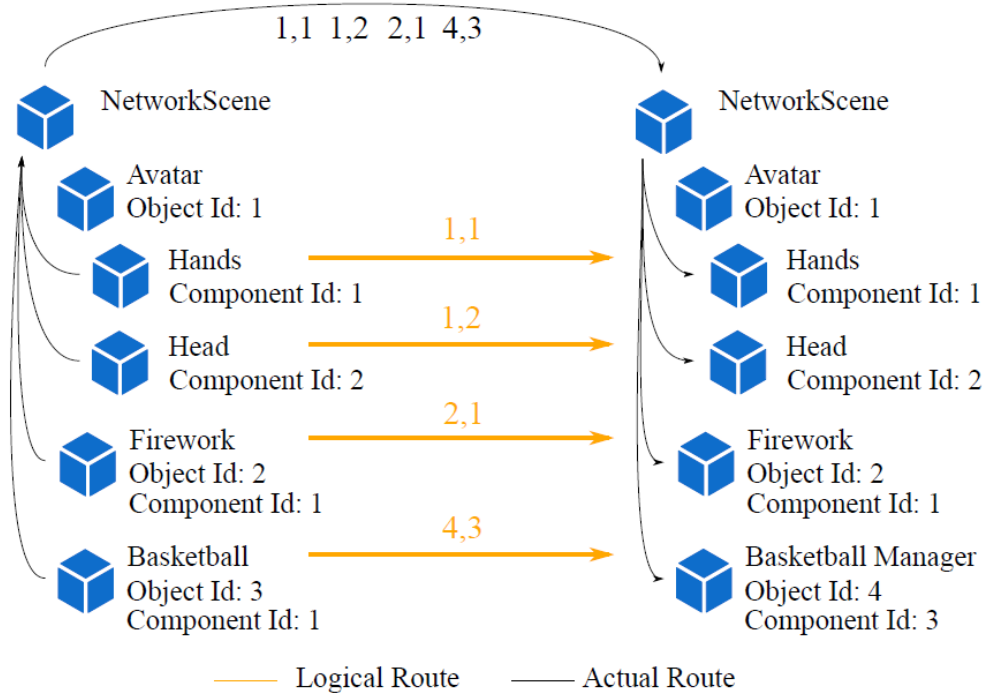 1,1 1,2 2,1 4,3
NetworkScene
Avatar
Object Id: 1
Hands
Component Id: 1
Head
Component Id: 2
Firework
Object Id: 2
Component Id: 1
Basketball
Object Id: 3
Component Id: 1
1,1
1,2
2,1
4,3
NetworkScene
Avatar
Object Id: 1
Hands
Component Id: 1
Head
Component Id: 2
Firework
Object Id: 2
Component Id: 1
Basketball Manager
Object Id: 4
Component Id: 3
Logical Route
Actual Route